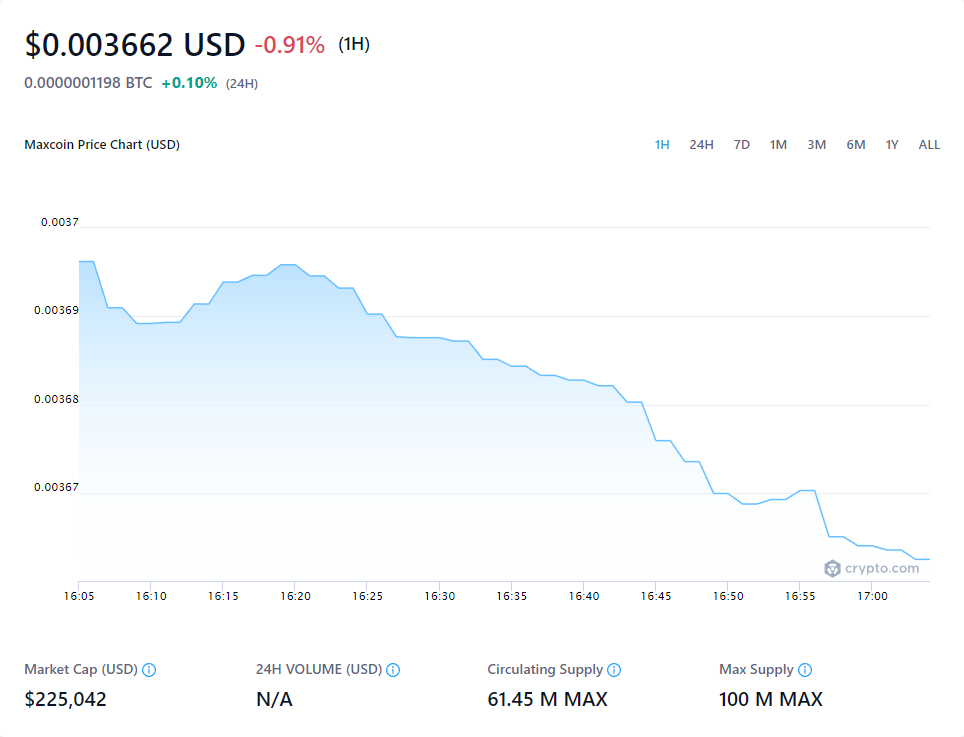 $0.003662 USD -0.91% (1H)
0.0000001198 BTC +0.10% (24H)
Maxcoin Price Chart (USD) 1H 24H 7D 1M 3M 6M 1Y ALL
0.0037
0.00369
0.00368
0.00367
crypto.com
16:05 16:10 16:15 16:20 16:25 16:30 16:35 16:40 16:45 16:50 16:55 17:00
Market Cap (USD) 24H VOLUME (USD) Circulating Supply Max Supply
$225,042 N/A 61.45 M MAX 100 M MAX